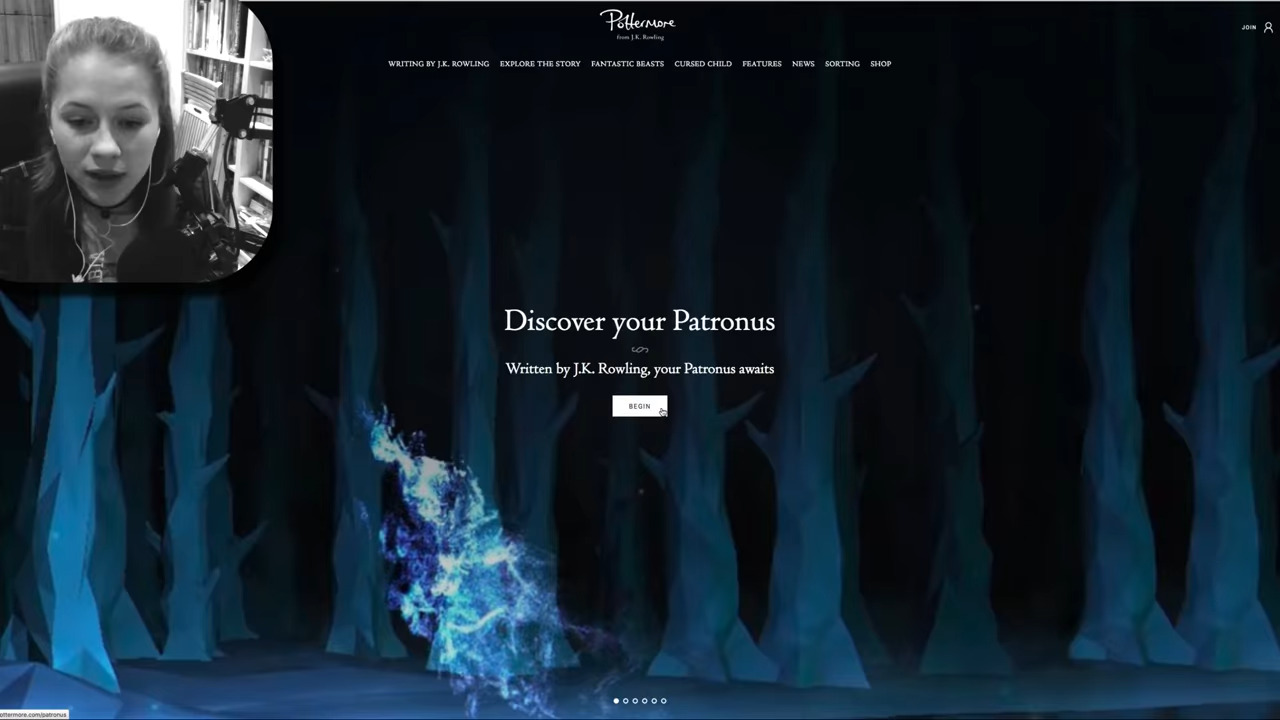 Pottermore
from J.K. Rowling
JOIN
WRITING BY J.K. ROWLING EXPLORE THE STORY FANTASTIC BEASTS CURSED CHILD FEATURES NEWS SORTING SHOP
Discover your Patronus
Written by J.K. Rowling, your Patronus awaits
BEGIN
ottermore.com/patronus